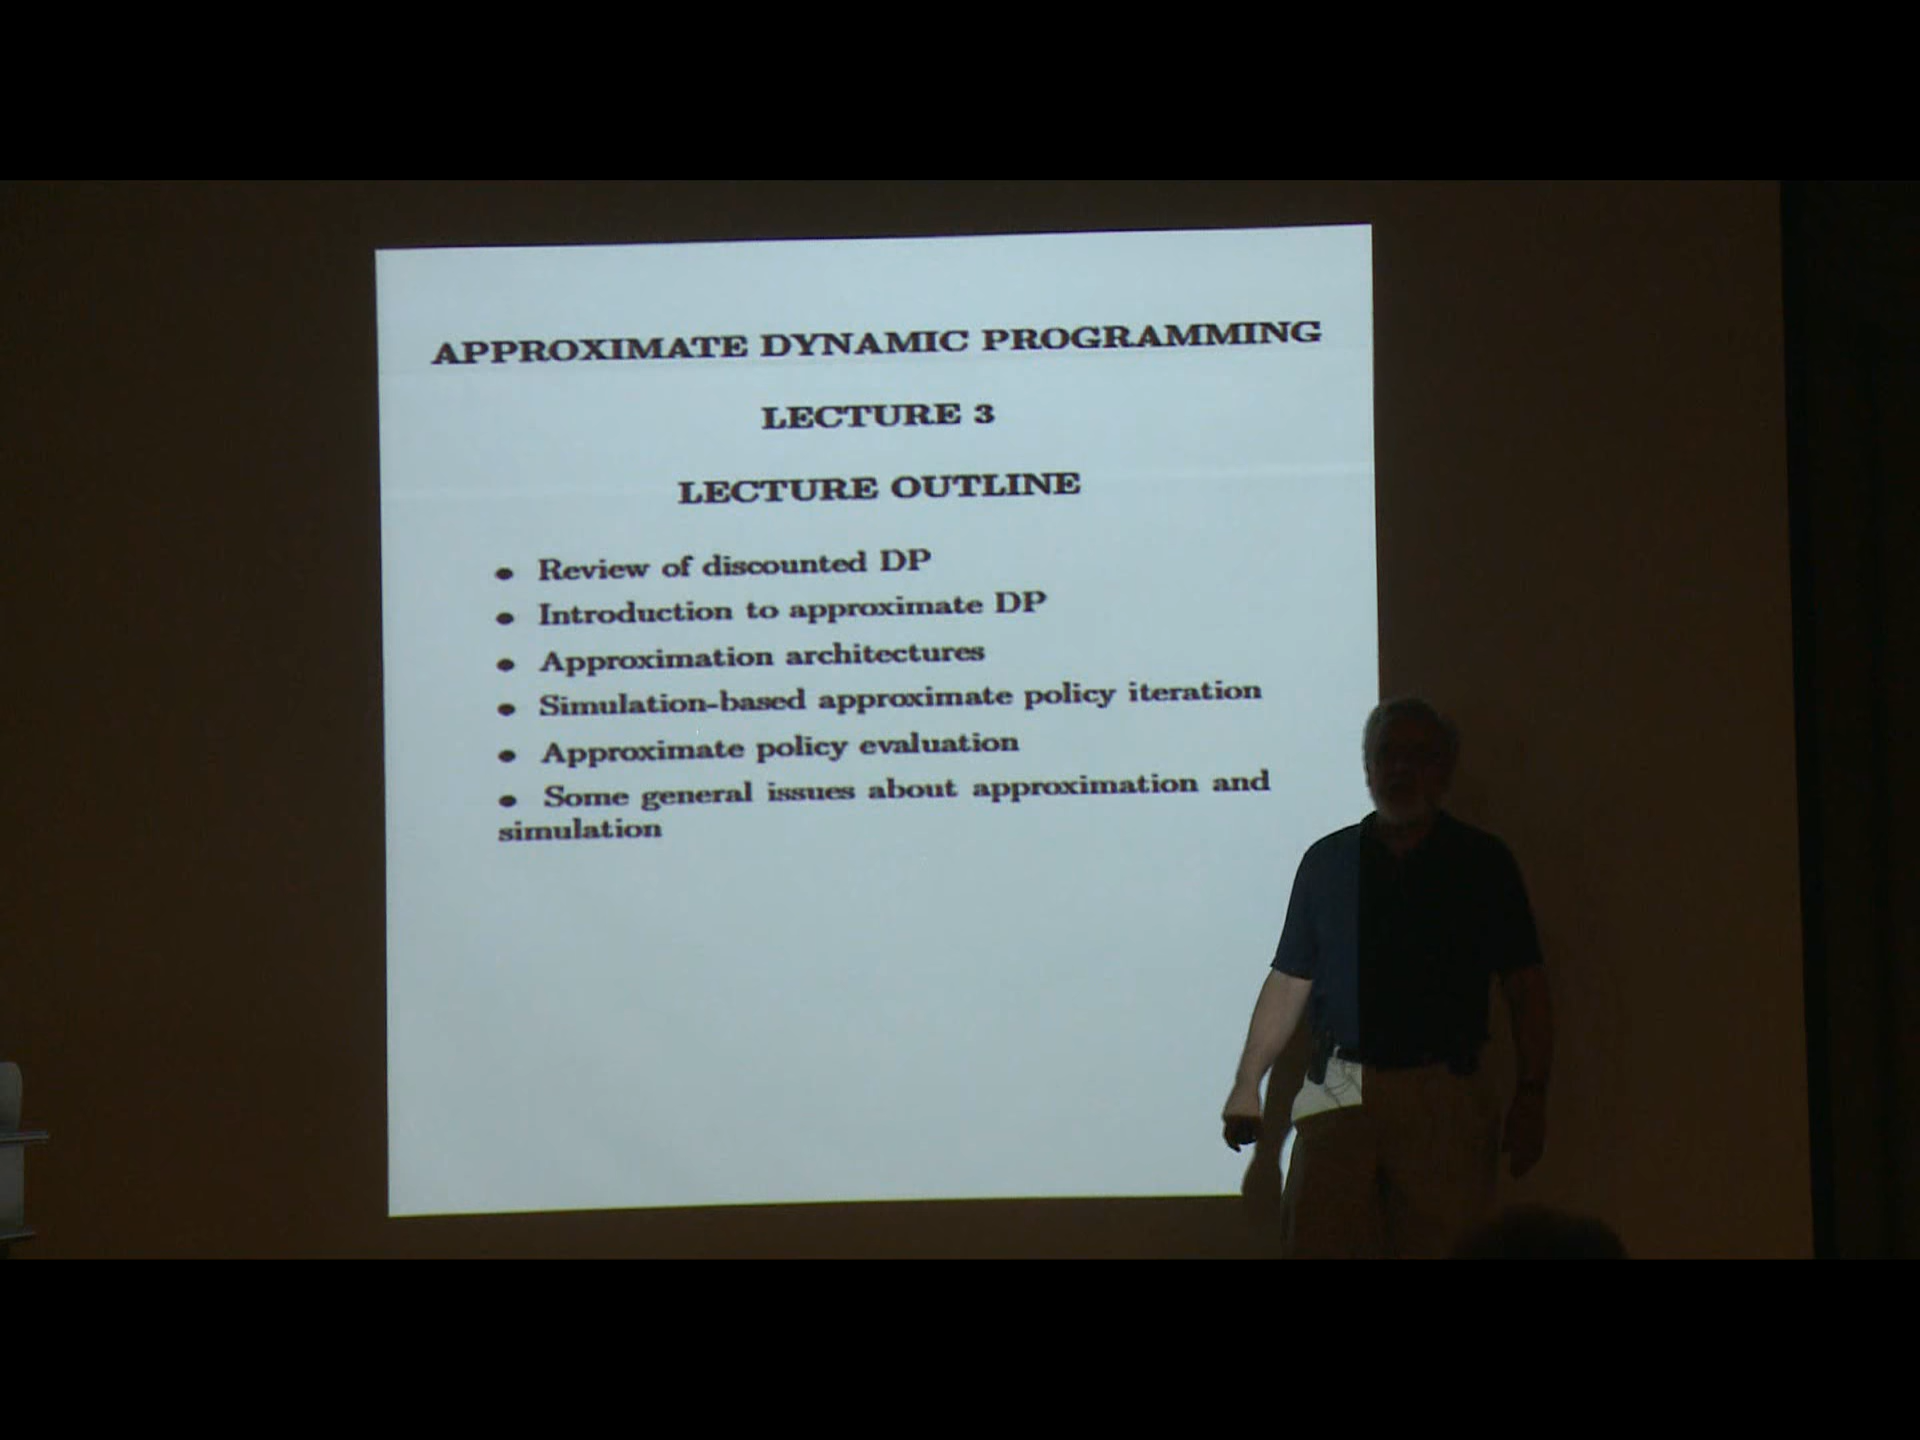 APPROXIMATE DYNAMIC PROGRAMMING
LECTURE 3
LECTURE OUTLINE
• Review of discounted DP
• Introduction to approximate DP
• Approximation architectures
• Simulation-based approximate policy iteration
• Approximate policy evaluation
• Some general issues about approximation and
simulation